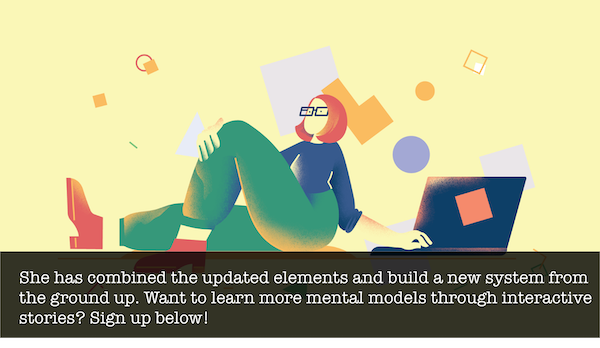 She has combined the updated elements and build a new system from
the ground up. Want to learn more mental models through interactive
stories? Sign up below!